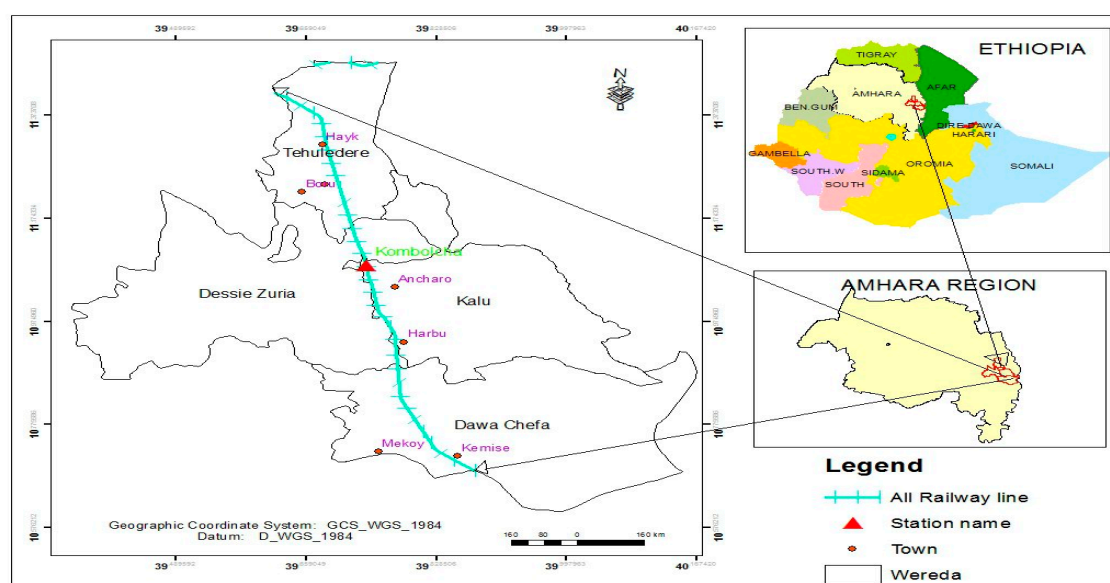 ETHIOPIA
TIGRAY
AFAR
AMHARA
BEN.GUM
DIRE DAWA
HARARI
GAMBELLA
OROMIA
SOMALI
SOUTH.W
SIDAMA
SOUTH
N
Hayk
Tehuledere
Kombolcha
Ancharo
Dessie Zuria
Kalu
Harbu
Dawa Chefa
Mekoy
Kemise
AMHARA REGION
Geographic Coordinate System: GCS_WGS_1984
Datum: D_WGS_1984
160 80 0 160 km
Legend
All Railway line
Station name
Town
Wereda